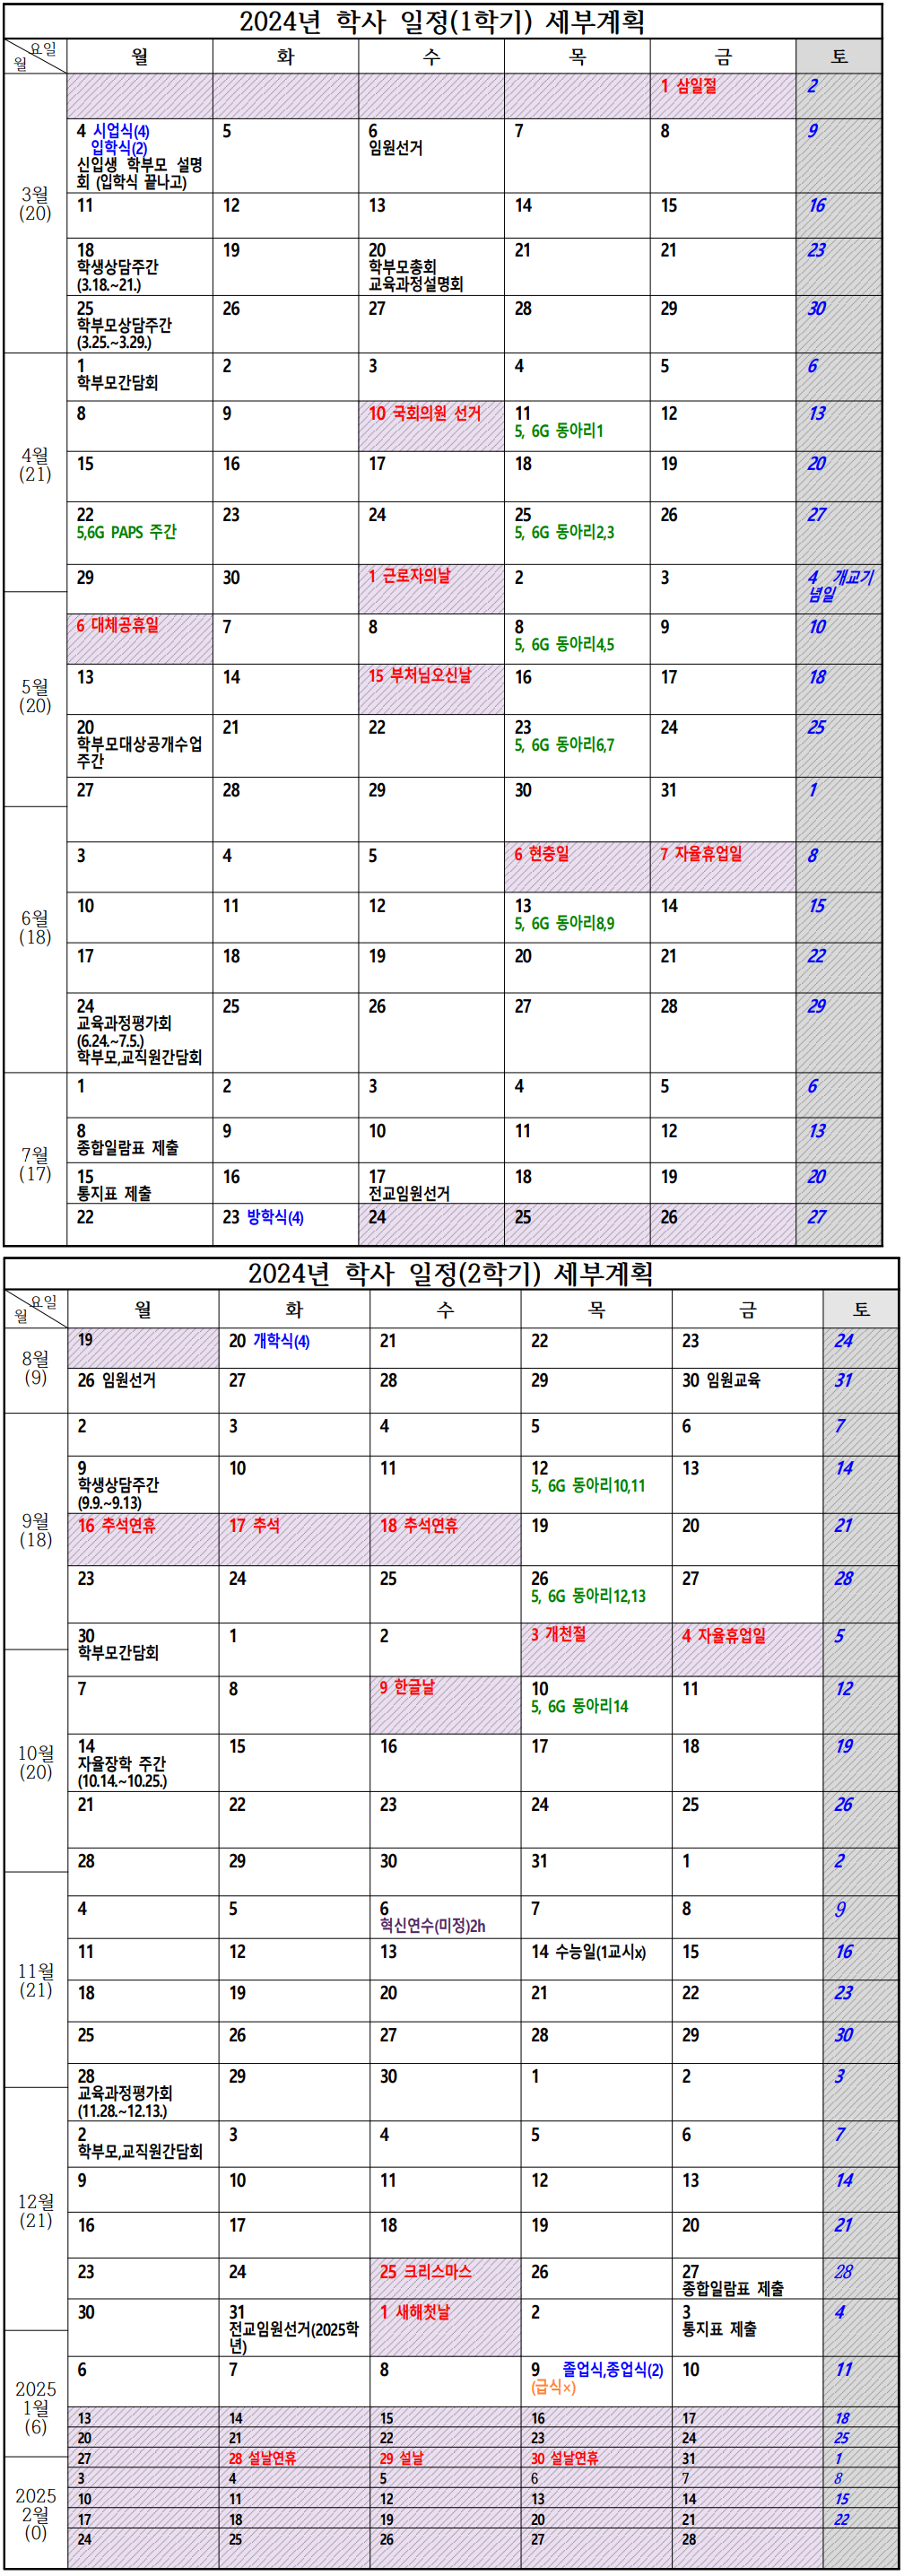 2024년 학사 일정(1학기) 세부계획
요일
월
월 화 수 목 금 토
3월
(20)
1 삼일절 2
4 시업식(4) 5 6 7 8 9
입학식(2) 임원선거
신입생 학부모 설명
회 (입학식 끝나고)
11 12 13 14 15 16
18 19 20 21 21 23
학생상담주간 학부모총회
(3.18.~21.) 교육과정설명회
25 26 27 28 29 30
학부모상담주간
(3.25.~3.29.)
4월
(21)
1 2 3 4 5 6
학부모간담회
8 9 10 국회의원 선거 11 12 13
5, 6G 동아리1
15 16 17 18 19 20
22 23 24 25 26 27
5,6G PAPS 주간 5, 6G 동아리2,3
29 30 1 근로자의날 2 3 4 개교기
념일
5월
(20)
6 대체공휴일 7 8 8 9 10
5, 6G 동아리4,5
13 14 15 부처님오신날 16 17 18
20 21 22 23 24 25
학부모대상공개수업 5, 6G 동아리6,7
주간
27 28 29 30 31 1
6월
(18)
3 4 5 6 현충일 7 자율휴업일 8
10 11 12 13 14 15
5, 6G 동아리8,9
17 18 19 20 21 22
24 25 26 27 28 29
교육과정평가회
(6.24.~7.5.)
학부모,교직원간담회
7월
(17)
1 2 3 4 5 6
8 9 10 11 12 13
종합일람표 제출
15 16 17 18 19 20
통지표 제출 전교임원선거
22 23 방학식(4) 24 25 26 27
2024년 학사 일정(2학기) 세부계획
요일
월
월 화 수 목 금 토
8월
(9)
19 20 개학식(4) 21 22 23 24
26 임원선거 27 28 29 30 임원교육 31
9월
(18)
2 3 4 5 6 7
9 10 11 12 13 14
학생상담주간 5, 6G 동아리10,11
(9.9.~9.13)
16 추석연휴 17 추석 18 추석연휴 19 20 21
23 24 25 26 27 28
5, 6G 동아리12,13
30 1 2 3 개천절 4 자율휴업일 5
학부모간담회
10월
(20)
7 8 9 한글날 10 11 12
5, 6G 동아리14
14 15 16 17 18 19
자율장학 주간
(10.14.~10.25.)
21 22 23 24 25 26
28 29 30 31 1 2
11월
(21)
4 5 6 7 8 9
혁신연수(미정)2h
11 12 13 14 수능일(1교시x) 15 16
18 19 20 21 22 23
25 26 27 28 29 30
28 29 30 1 2 3
교육과정평가회
(11.28.~12.13.)
12월
(21)
2 3 4 5 6 7
학부모,교직원간담회
9 10 11 12 13 14
16 17 18 19 20 21
23 24 25 크리스마스 26 27 28
종합일람표 제출
30 31 1 새해첫날 2 3 4
전교임원선거(2025학 통지표 제출
년)
2025
1월
(6)
6 7 8 9 졸업식,종업식(2) 10 11
(급식×)
13 14 15 16 17 18
20 21 22 23 24 25
27 28 설날연휴 29 설날 30 설날연휴 31 1
2025
2월
(0)
3 4 5 6 7 8
10 11 12 13 14 15
17 18 19 20 21 22
24 25 26 27 28